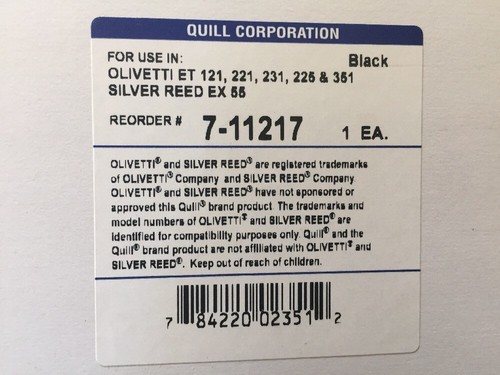 QUILL CORPORATION
FOR USE IN: Black
OLIVETTI ET 121, 221, 231, 225 & 351
SILVER REED EX 55
REORDER # 7-11217 1 EA.
OLIVETTI® and SILVER REED® are registered trademarks
of OLIVETTI® Company and SILVER REED® Company.
OLIVETTI® and SILVER REED® have not sponsored or
approved this Quill® brand product. The trademarks and
model numbers of OLIVETTI® and SILVER REED® are
identified for compatibility purposes only. Quill® and the
Quill® brand product are not affiliated with OLIVETTI® and
SILVER REED®. Keep out of reach of children.
7 84220 02351 2